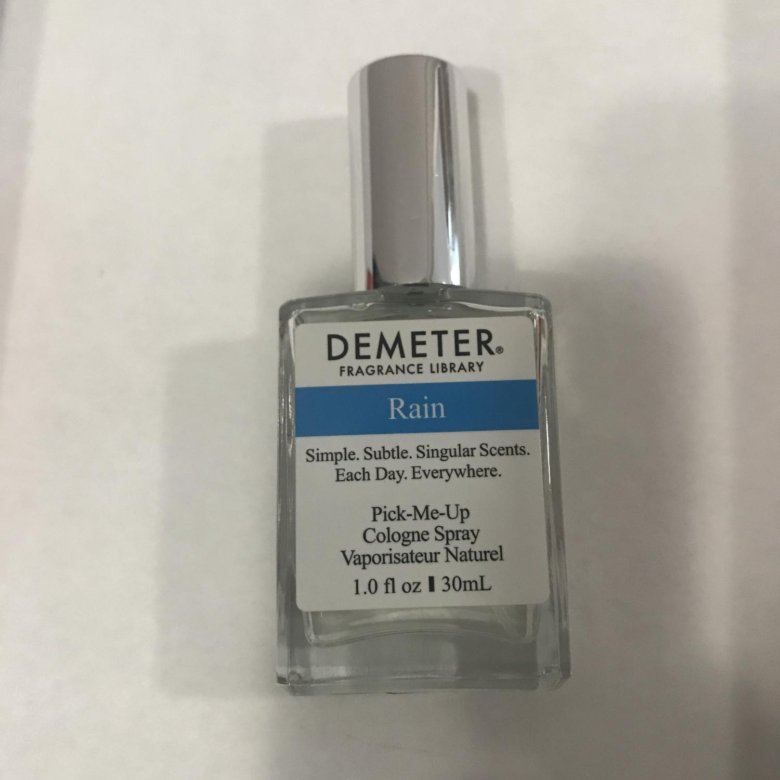 DEMETER®
FRAGRANCE LIBRARY
Rain
Simple. Subtle. Singular Scents.
Each Day. Everywhere.
Pick-Me-Up
Cologne Spray
Vaporisateur Naturel
1.0 fl oz ▮ 30mL